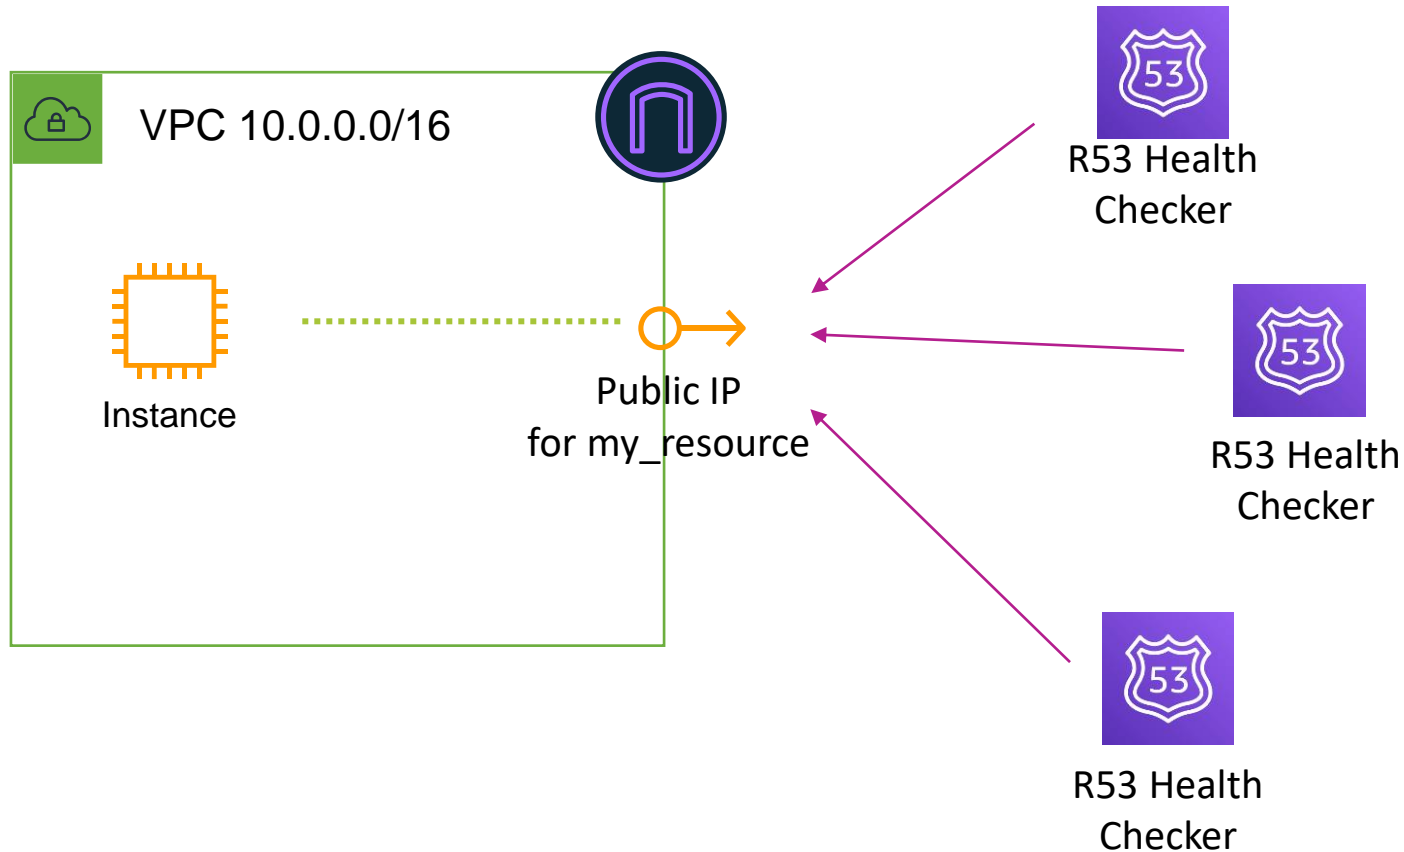 VPC 10.0.0.0/16
Instance
Public IP
for my_resource
53
R53 Health
Checker
53
R53 Health
Checker
53
R53 Health
Checker